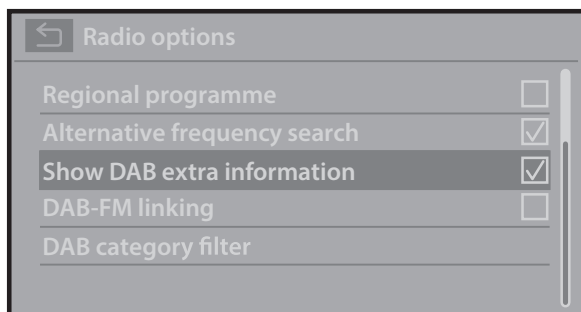 Radio options
Regional programme
Alternative frequency search
Show DAB extra information
DAB-FM linking
DAB category filter